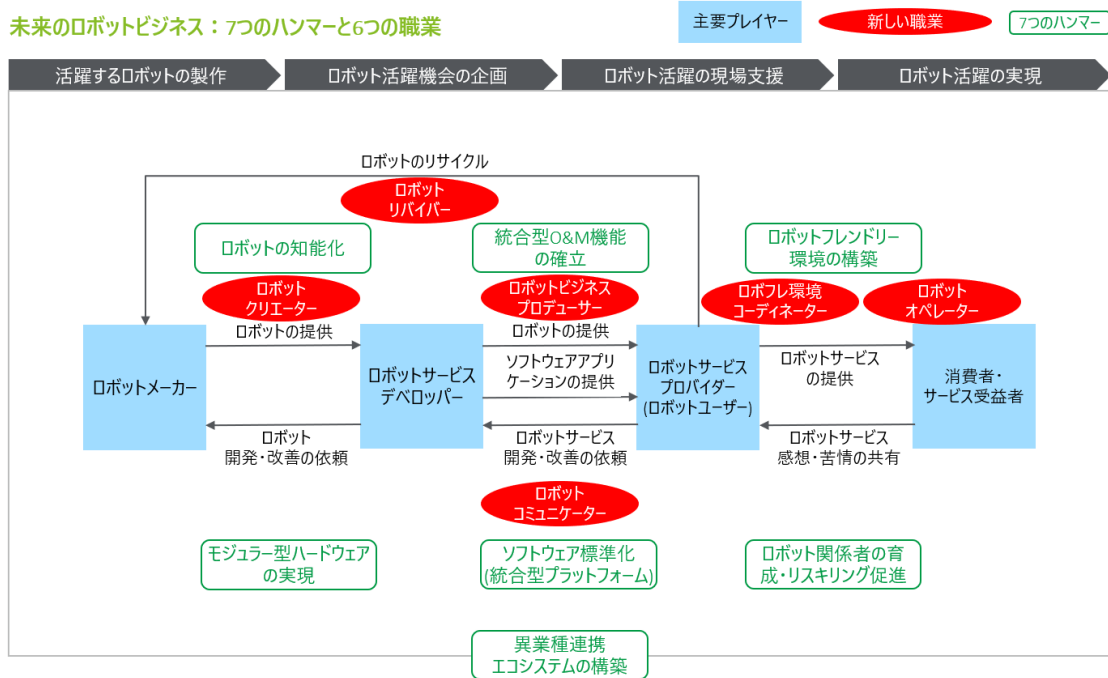 未来のロボットビジネス：7つのハンマーと6つの職業
主要プレイヤー
新しい職業
7つのハンマー
活躍するロボットの製作
ロボット活躍機会の企画
ロボット活躍の現場支援
ロボット活躍の実現
ロボットのリサイクル
ロボット
リバイバー
ロボットの知能化
統合型O&M機能
の確立
ロボットフレンドリー
環境の構築
ロボット
クリエーター
ロボットビジネス
プロデューサー
ロボフレ環境
コーディネーター
ロボット
オペレーター
ロボットメーカー
ロボットの提供
ロボット
開発・改善の依頼
ロボットサービス
デベロッパー
ロボットの提供
ソフトウェアアプリ
ケーションの提供
ロボットサービス
開発・改善の依頼
ロボットサービス
プロバイダー
(ロボットユーザー)
ロボットサービス
の提供
ロボットサービス
感想・苦情の共有
消費者・
サービス受益者
ロボット
コミュニケーター
モジュラー型ハードウェア
の実現
ソフトウェア標準化
(統合型プラットフォーム)
ロボット関係者の育
成・リスキリング促進
異業種連携
エコシステムの構築